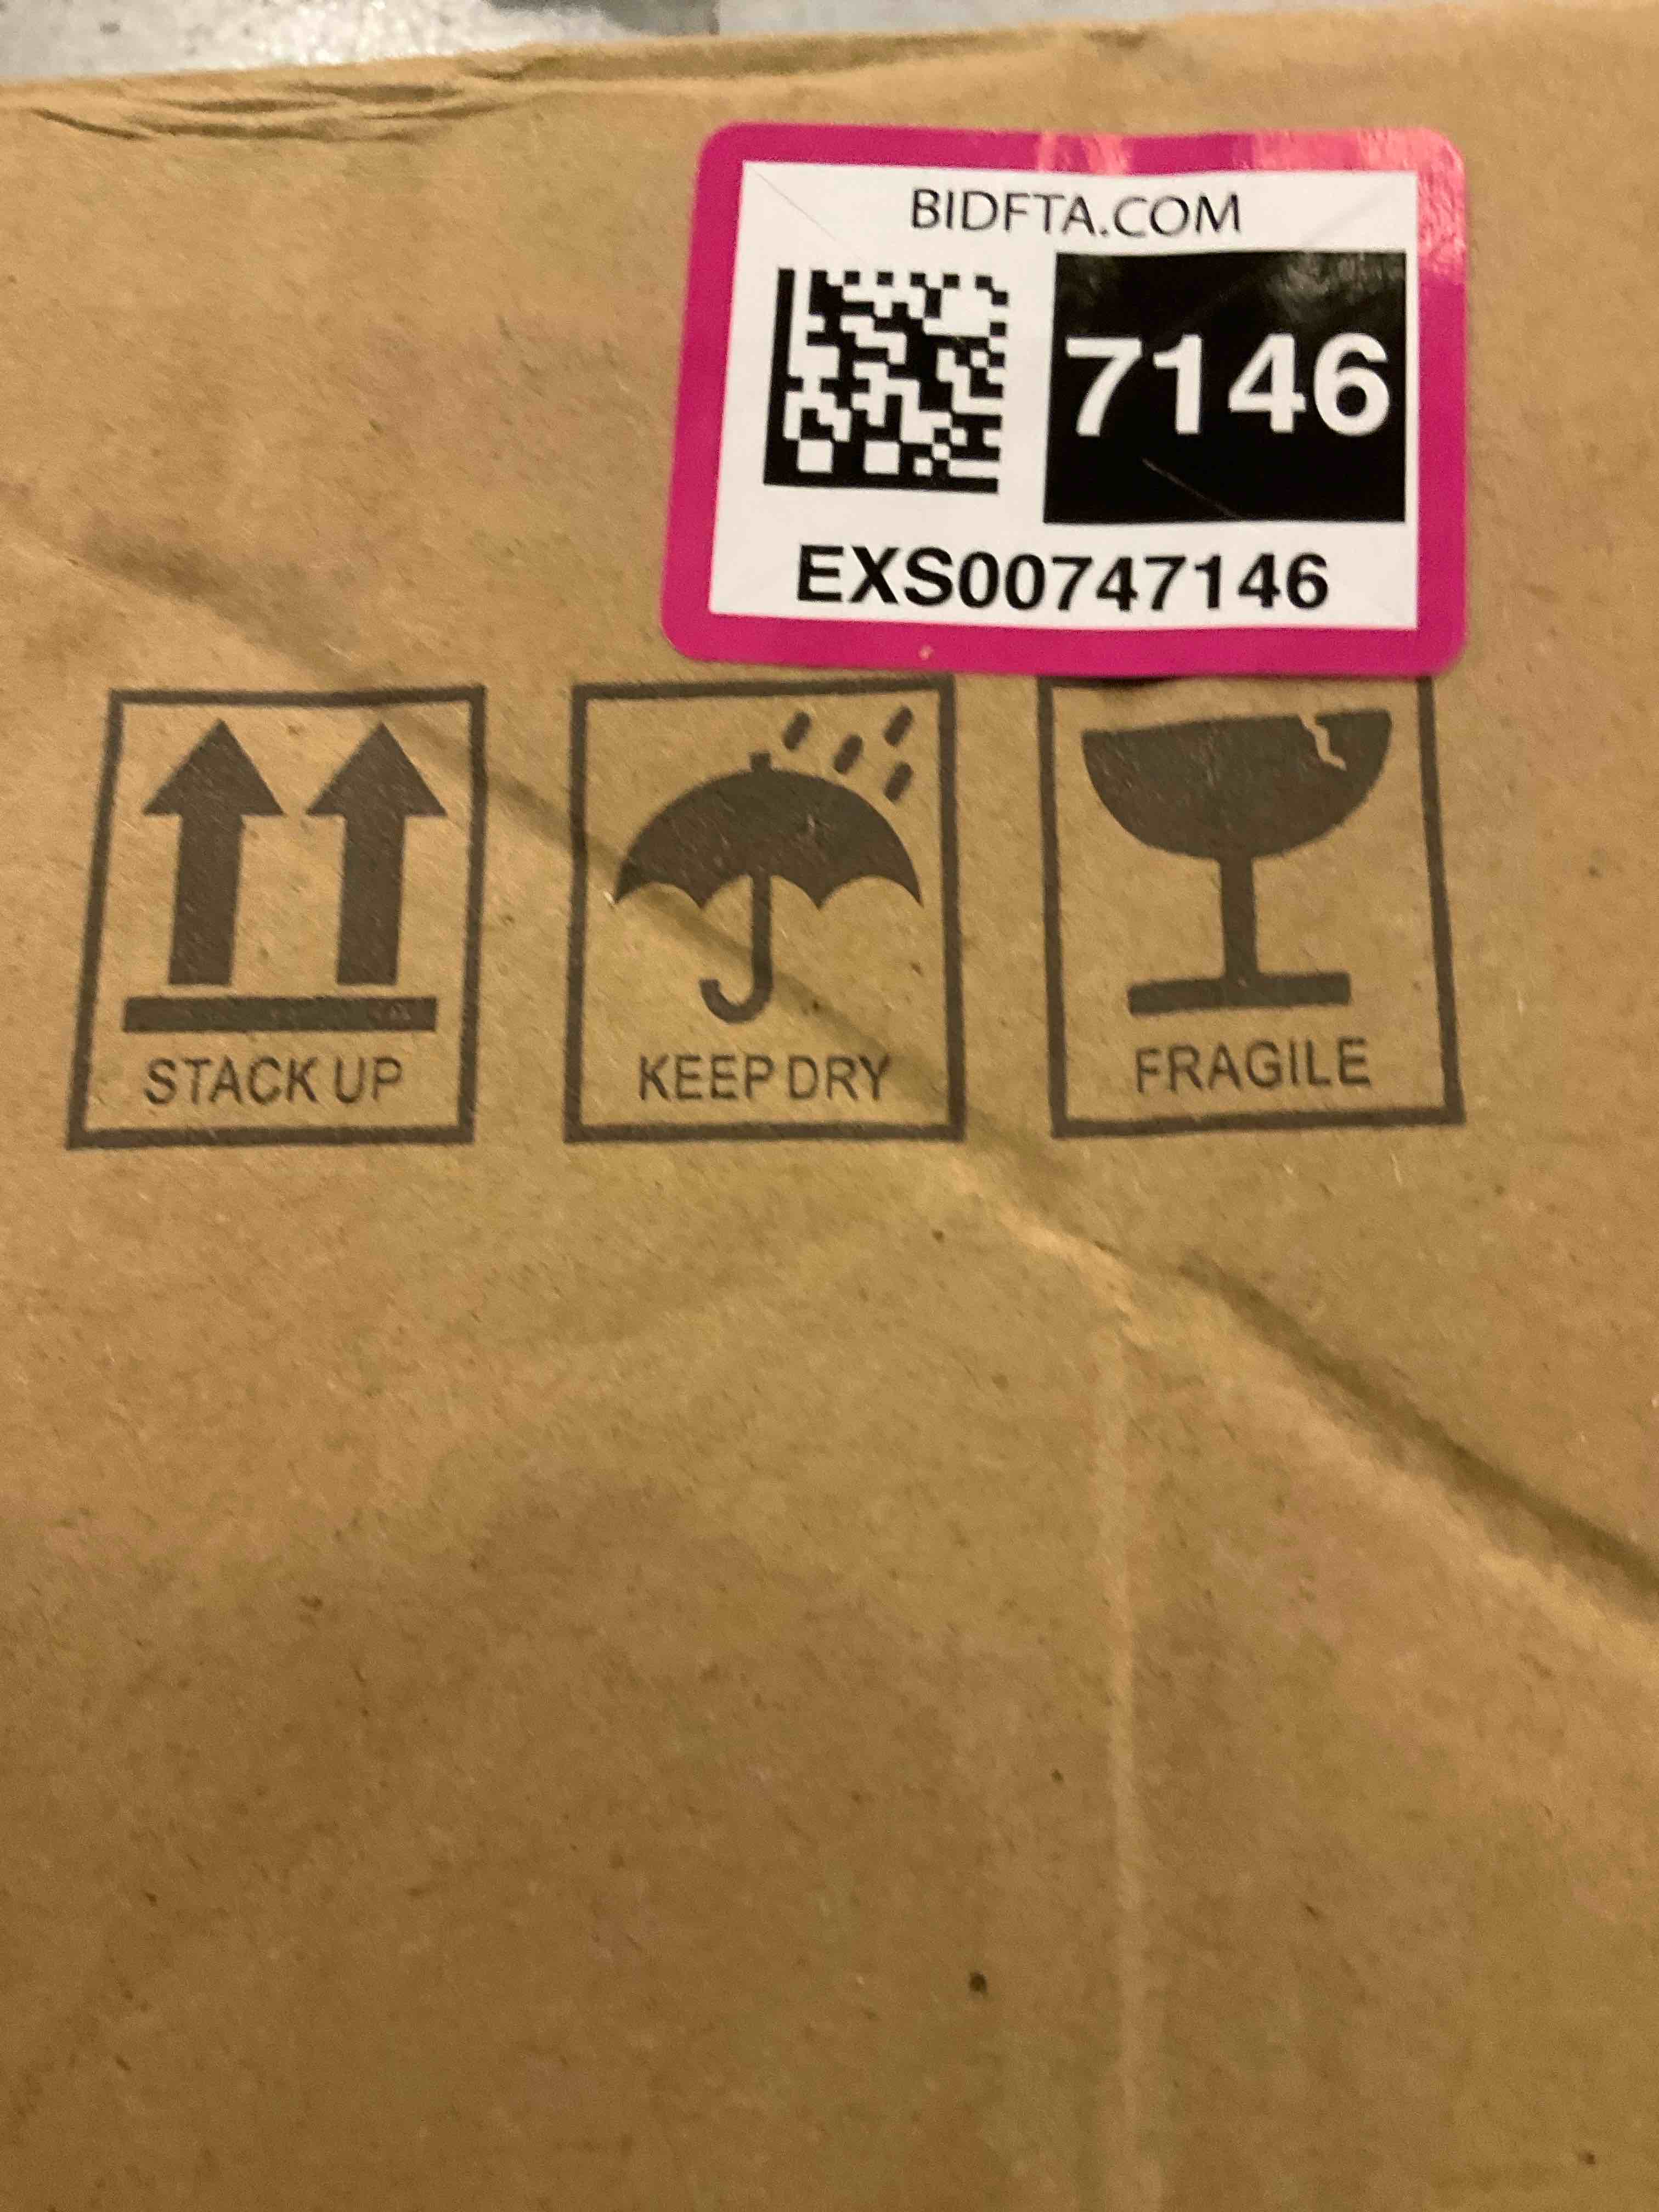 BIDFTA.COM
7146
EXS00747146
STACK UP
KEEP DRY
FRAGILE